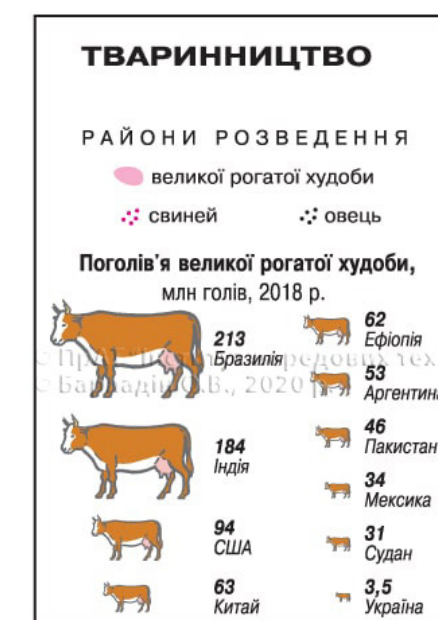 ТВАРИННИЦТВО
РАЙОНИ РОЗВЕДЕННЯ
великої рогатої худоби
свиней
овець
Поголів’я великої рогатої худоби,
млн голів, 2018 р.
213
Бразилія
184
Індія
94
США
63
Китай
62
Ефіопія
53
Аргентина
46
Пакистан
34
Мексика
31
Судан
3,5
Україна